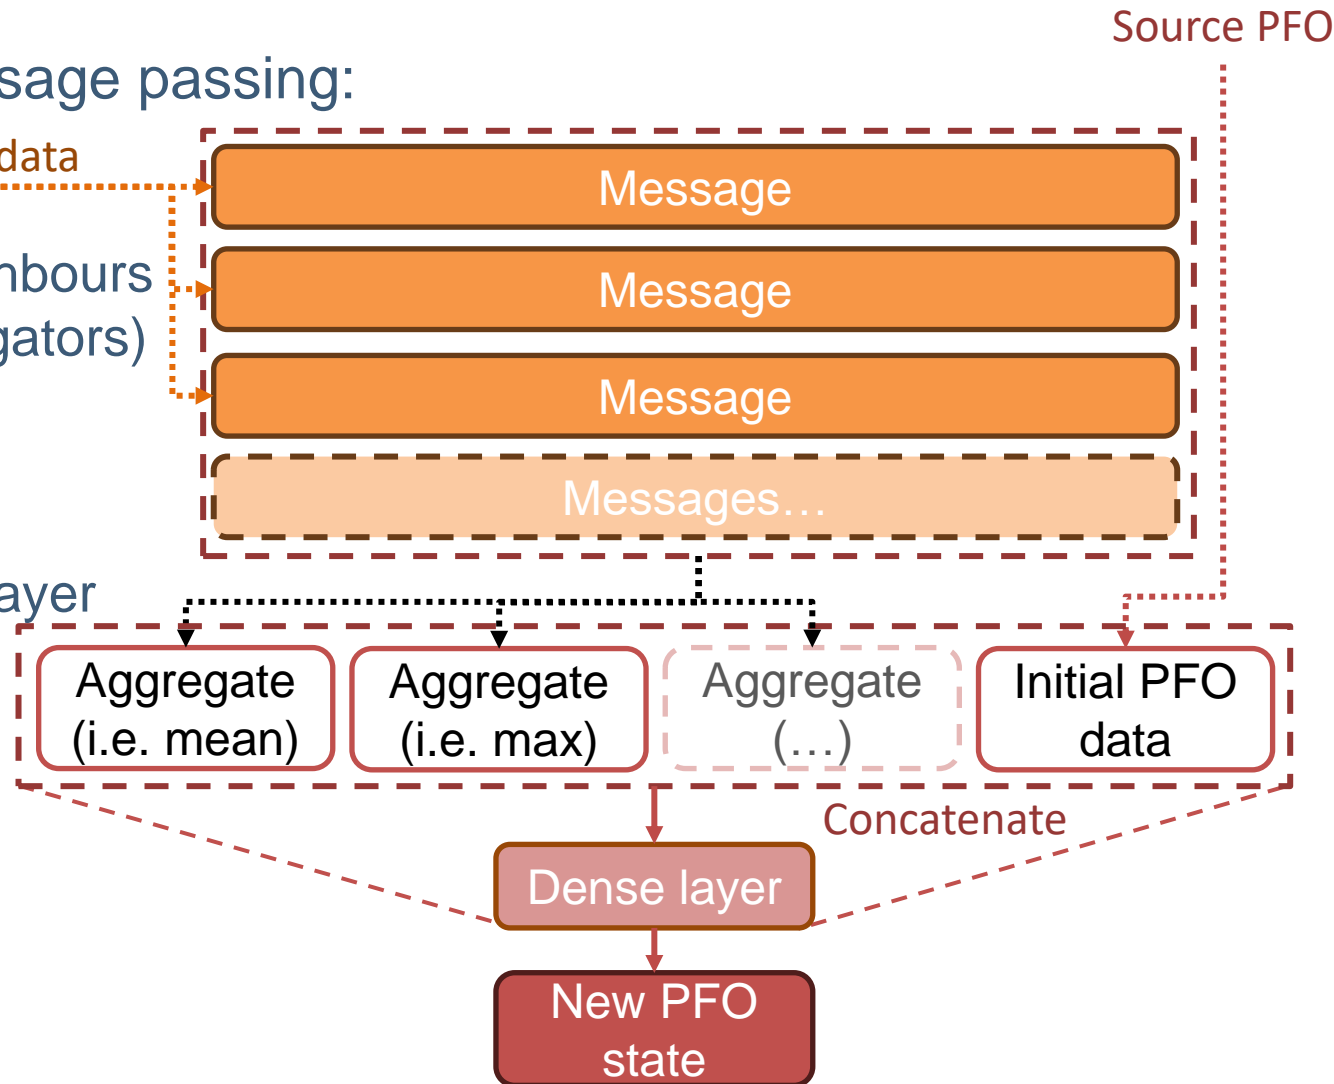 Source PFO
sage passing:
data
Message
nbours
Message
gators)
Message
Messages…
ayer
Aggregate
(i.e. mean)
Aggregate
(i.e. max)
Aggregate
(…)
Initial PFO
data
Concatenate
Dense layer
New PFO
state